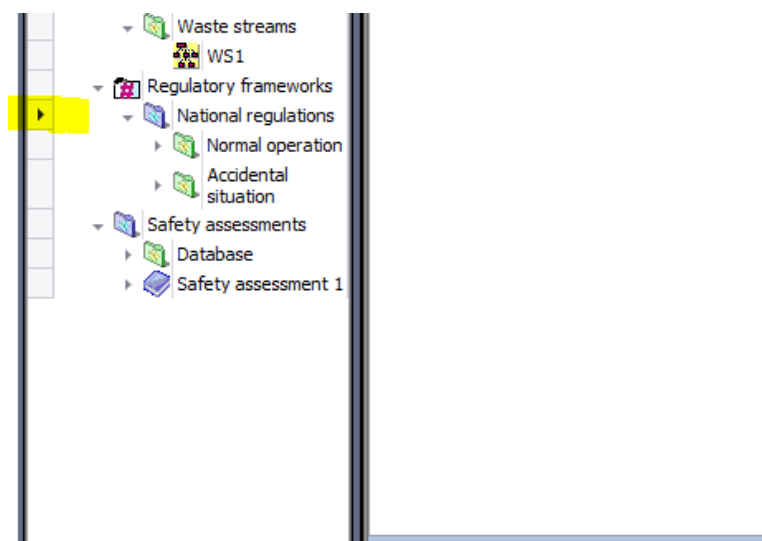 Waste streams
WS1
Regulatory frameworks
National regulations
Normal operation
Accidental
situation
Safety assessments
Database
Safety assessment 1